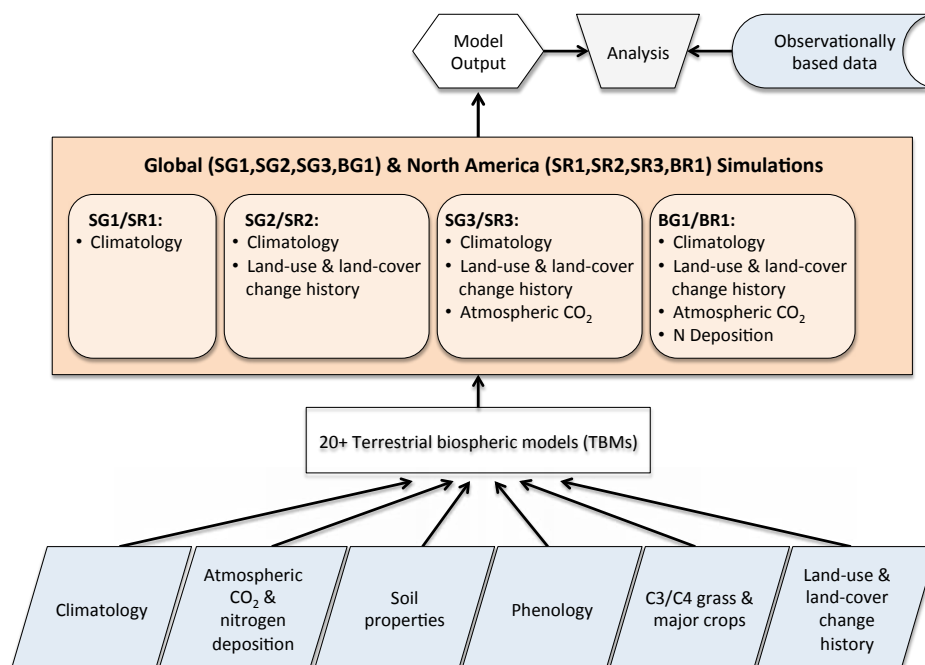 Model
Output
Analysis
Observationally
based data
Global (SG1,SG2,SG3,BG1) & North America (SR1,SR2,SR3,BR1) Simulations
SG1/SR1:
• Climatology
SG2/SR2:
• Climatology
• Land-use & land-cover
change history
SG3/SR3:
• Climatology
• Land-use & land-cover
change history
• Atmospheric CO₂
BG1/BR1:
• Climatology
• Land-use & land-cover
change history
• Atmospheric CO₂
• N Deposition
20+ Terrestrial biospheric models (TBMs)
Climatology
Atmospheric
CO₂ &
nitrogen
deposition
Soil
properties
Phenology
C3/C4 grass &
major crops
Land-use &
land-cover
change
history